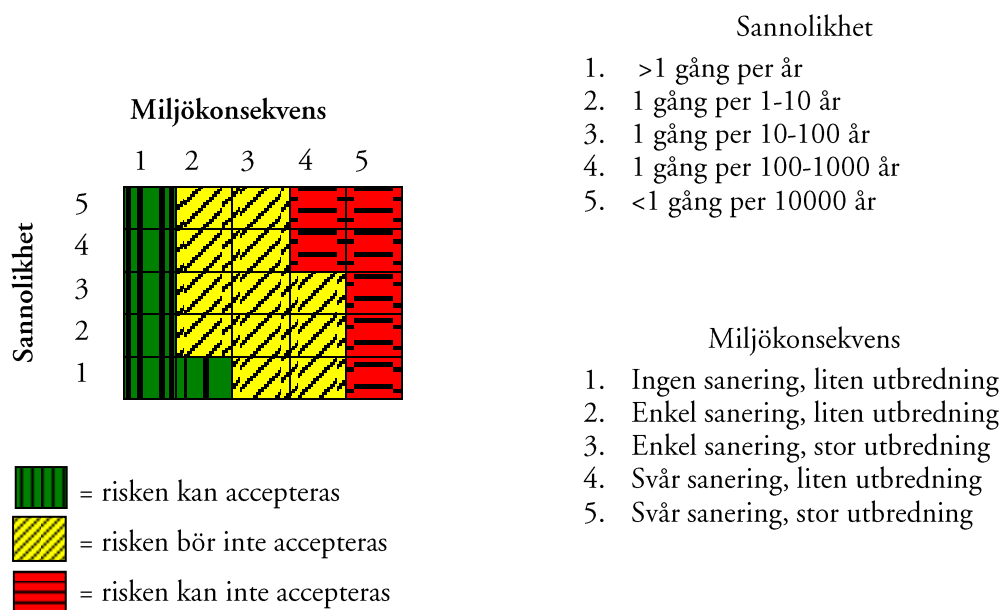 Miljökonsekvens
1 2 3 4 5
Sannolikhet
5
4
3
2
1
= risken kan accepteras
= risken bör inte accepteras
= risken kan inte accepteras
Sannolikhet
1. >1 gång per år
2. 1 gång per 1-10 år
3. 1 gång per 10-100 år
4. 1 gång per 100-1000 år
5. <1 gång per 10000 år
Miljökonsekvens
1. Ingen sanering, liten utbredning
2. Enkel sanering, liten utbredning
3. Enkel sanering, stor utbredning
4. Svår sanering, liten utbredning
5. Svår sanering, stor utbredning